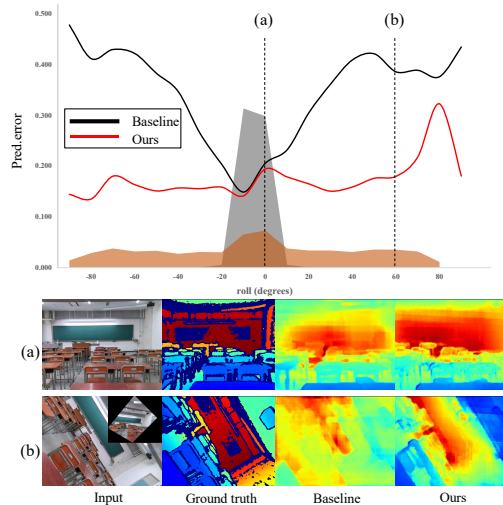 (a) (b)
0.500
0.400
0.300
0.200
0.100
0.000
Pred.error
Baseline
Ours
-80 -60 -40 -20 0 20 40 60 80
roll (degrees)
(a)
(b)
Input Ground truth Baseline Ours